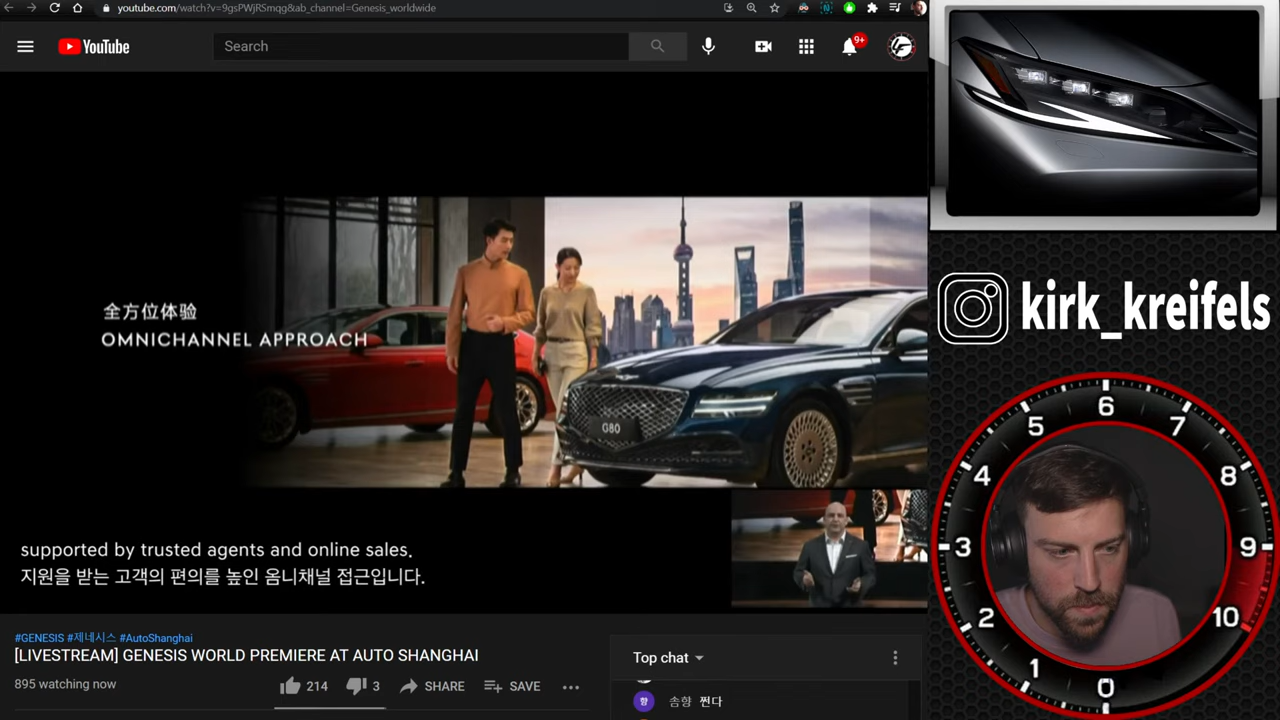 youtube.com/watch?v=9gsPWjRSmqg&ab_channel=Genesis_worldwide
YouTube
Search
9+
全方位体验
OMNICHANNEL APPROACH
G80
supported by trusted agents and online sales.
지원을 받는 고객의 편의를 높인 옴니채널 접근입니다.
#GENESIS #제네시스 #AutoShanghai
[LIVESTREAM] GENESIS WORLD PREMIERE AT AUTO SHANGHAI
895 watching now
214
3
SHARE
SAVE
Top chat
향 솜향 쩐다
kirk_kreifels
0
1
2
3
4
5
6
7
8
9
10